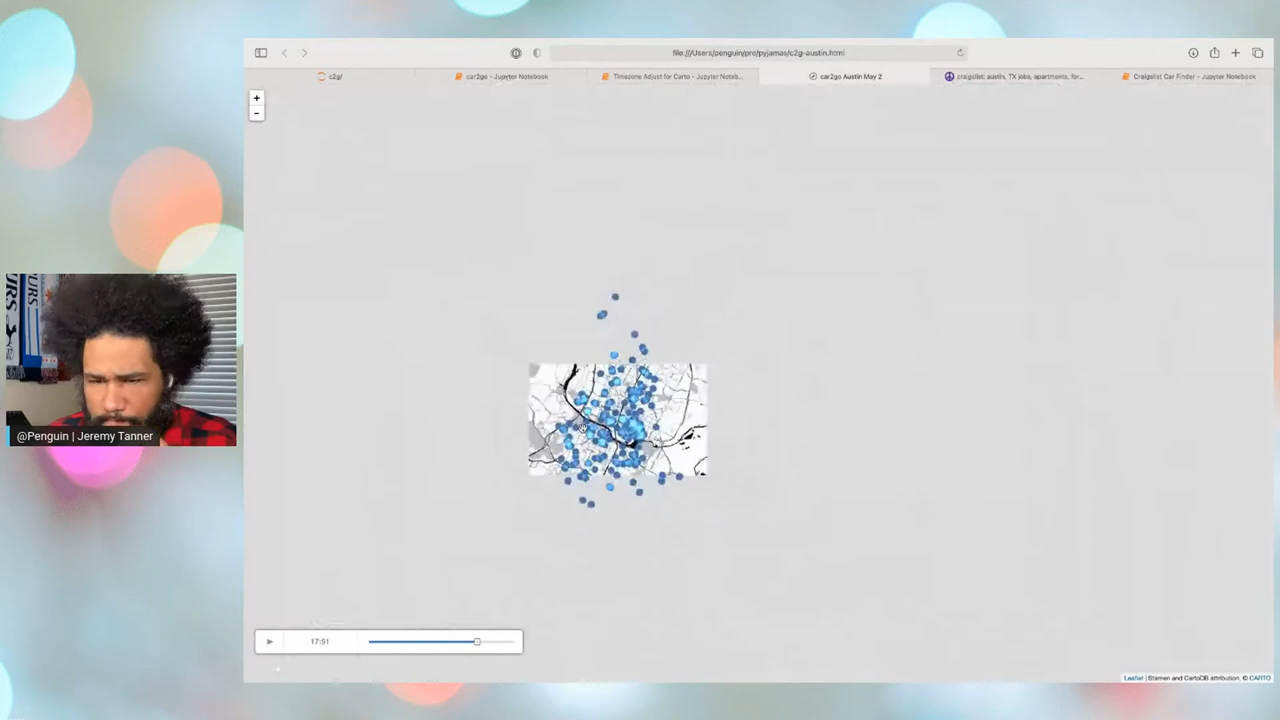 file:///Users/penguin/pro/pyjamas/c2g-austin.html
c2g/
car2go - Jupyter Notebook
Timezone Adjust for Carto - Jupyter Noteb...
car2go Austin May 2
craigslist: austin, TX jobs, apartments, for...
Craigslist Car Finder - Jupyter Notebook
+
−
URS
URS
@Penguin | Jeremy Tanner
17:51
Leaflet | Stamen and CartoDB attribution, © CARTO